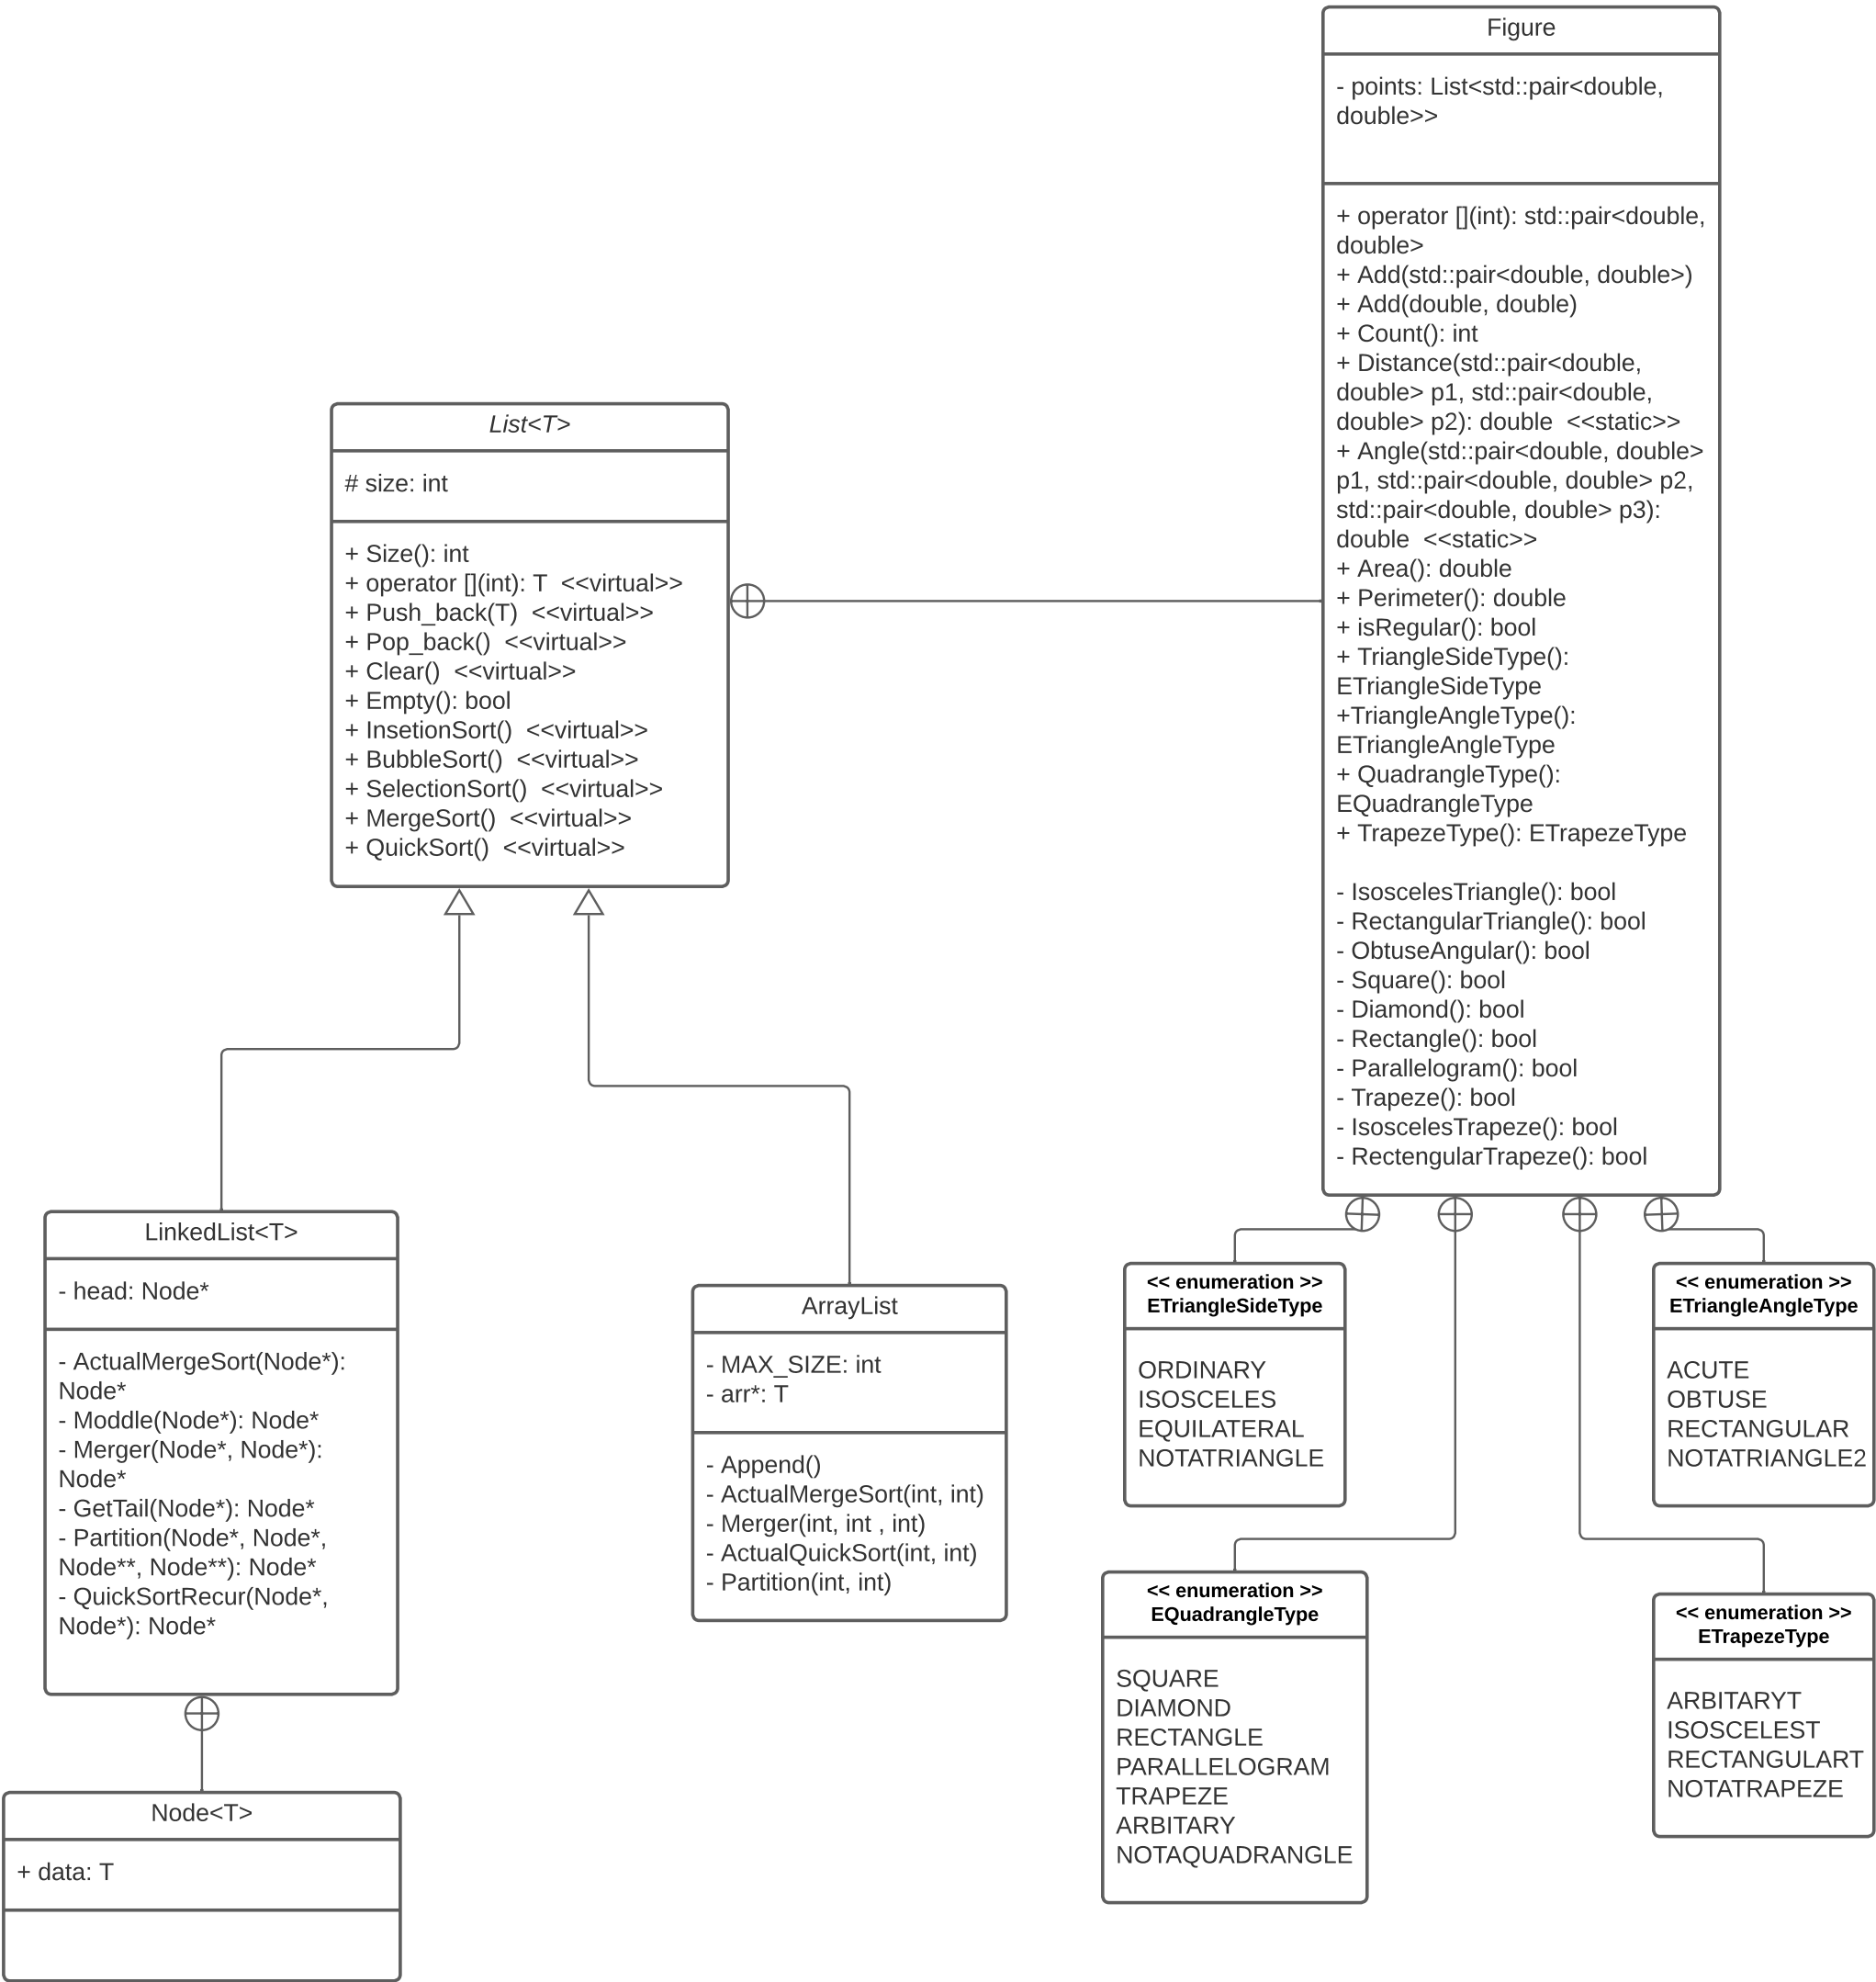 Figure
- points: List<std::pair<double,
double>>
+ operator [](int): std::pair<double,
double>
+ Add(std::pair<double, double>)
+ Add(double, double)
+ Count(): int
+ Distance(std::pair<double,
double> p1, std::pair<double,
double> p2): double  <<static>>
+ Angle(std::pair<double, double>
p1, std::pair<double, double> p2,
std::pair<double, double> p3):
double  <<static>>
+ Area(): double
+ Perimeter(): double
+ isRegular(): bool
+ TriangleSideType():
ETriangleSideType
+TriangleAngleType():
ETriangleAngleType
+ QuadrangleType():
EQuadrangleType
+ TrapezeType(): ETrapezeType
- IsoscelesTriangle(): bool
- RectangularTriangle(): bool
- ObtuseAngular(): bool
- Square(): bool
- Diamond(): bool
- Rectangle(): bool
- Parallelogram(): bool
- Trapeze(): bool
- IsoscelesTrapeze(): bool
- RectengularTrapeze(): bool
List<T>
# size: int
+ Size(): int
+ operator [](int): T  <<virtual>>
+ Push_back(T)  <<virtual>>
+ Pop_back()  <<virtual>>
+ Clear()  <<virtual>>
+ Empty(): bool
+ InsetionSort()  <<virtual>>
+ BubbleSort()  <<virtual>>
+ SelectionSort()  <<virtual>>
+ MergeSort()  <<virtual>>
+ QuickSort()  <<virtual>>
LinkedList<T>
- head: Node*
- ActualMergeSort(Node*):
Node*
- Moddle(Node*): Node*
- Merger(Node*, Node*):
Node*
- GetTail(Node*): Node*
- Partition(Node*, Node*,
Node**, Node**): Node*
- QuickSortRecur(Node*,
Node*): Node*
ArrayList
- MAX_SIZE: int
- arr*: T
- Append()
- ActualMergeSort(int, int)
- Merger(int, int , int)
- ActualQuickSort(int, int)
- Partition(int, int)
<< enumeration >>
ETriangleSideType
ORDINARY
ISOSCELES
EQUILATERAL
NOTATRIANGLE
<< enumeration >>
ETriangleAngleType
ACUTE
OBTUSE
RECTANGULAR
NOTATRIANGLE2
<< enumeration >>
EQuadrangleType
SQUARE
DIAMOND
RECTANGLE
PARALLELOGRAM
TRAPEZE
ARBITARY
NOTAQUADRANGLE
<< enumeration >>
ETrapezeType
ARBITARYT
ISOSCELEST
RECTANGULART
NOTATRAPEZE
Node<T>
+ data: T